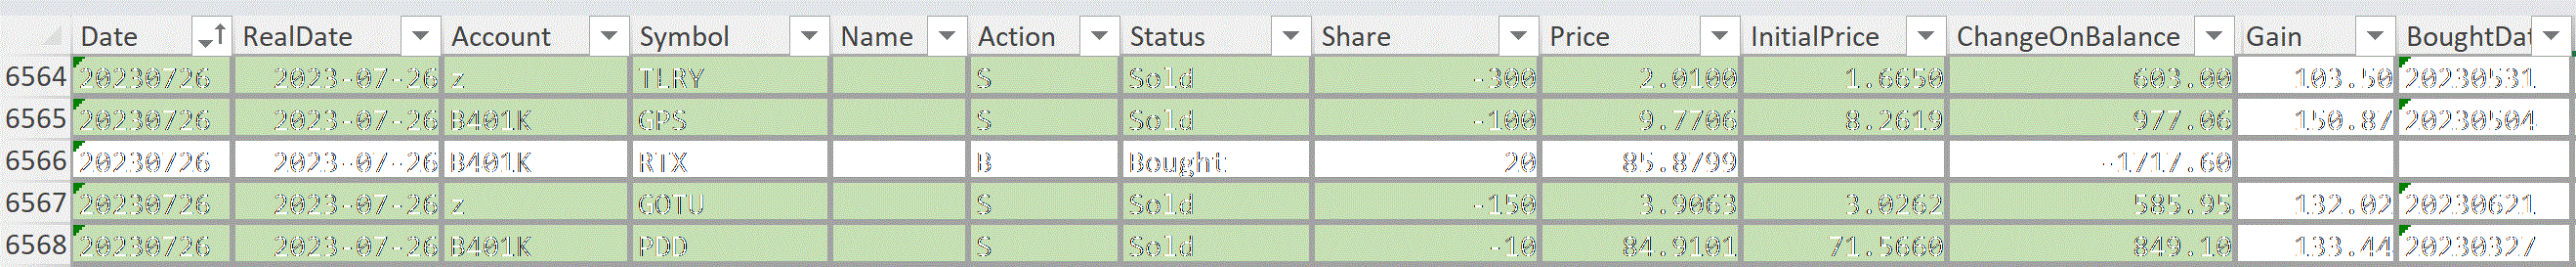 Date RealDate Account Symbol Name Action Status Share Price InitialPrice ChangeOnBalance Gain BoughtDat
6564 20230726 2023-07-26 z TLRY S Sold -300 2.0100 1.6650 603.00 103.50 20230531
6565 20230726 2023-07-26 B401K GPS S Sold -100 9.7706 8.2619 977.06 150.87 20230504
6566 20230726 2023-07-26 B401K RTX B Bought 20 85.8799 -1717.60
6567 20230726 2023-07-26 z GOTU S Sold -150 3.9063 3.0262 585.95 132.02 20230621
6568 20230726 2023-07-26 B401K PDD S Sold -10 84.9101 71.5660 849.10 133.44 20230327